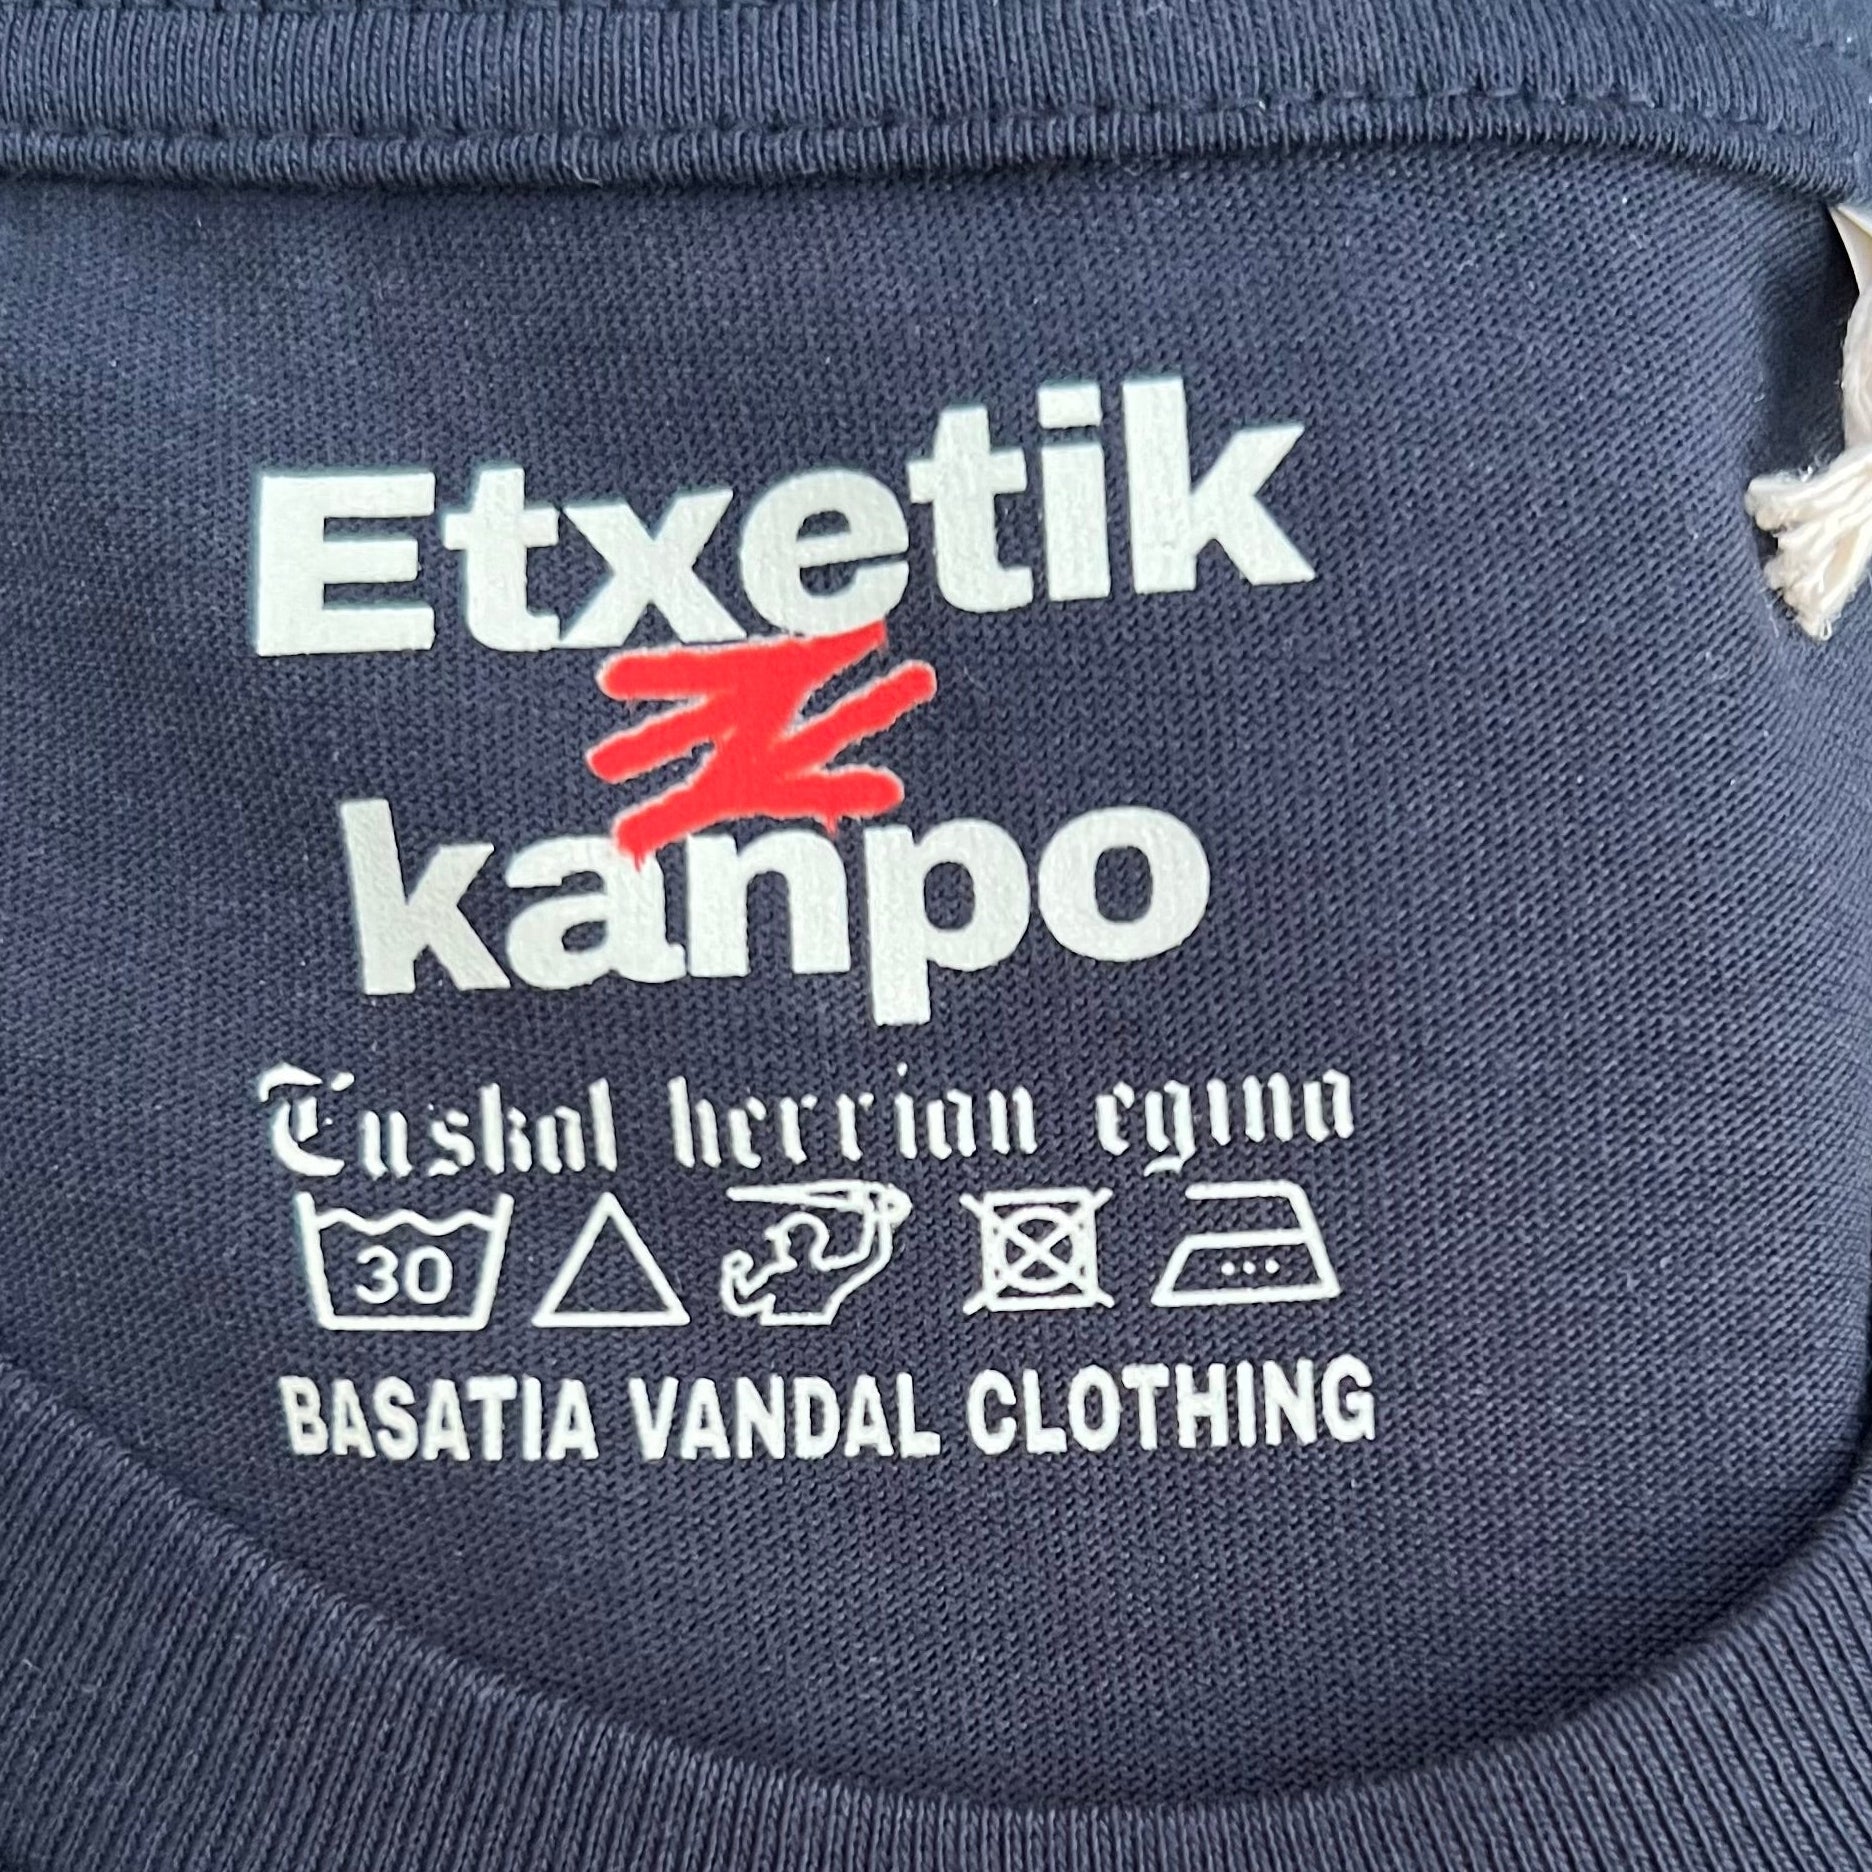 Etxetik
kanpo
Euskal herrian egina
30
BASATIA VANDAL CLOTHING